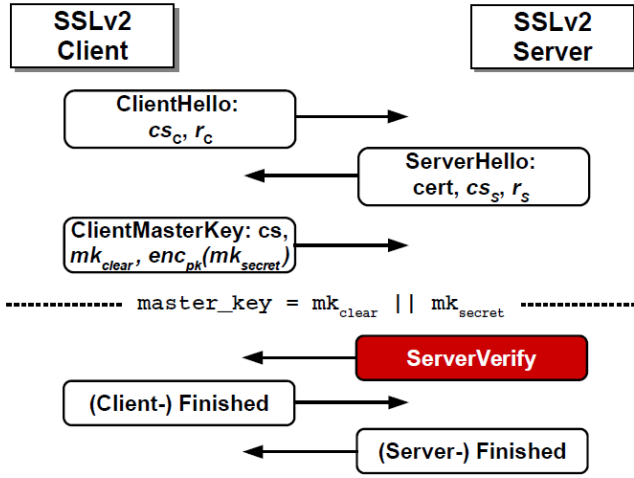 SSLv2
Client
SSLv2
Server
ClientHello:
cs_C, r_C
ServerHello:
cert, cs_S, r_S
ClientMasterKey: cs,
mk_clear, enc_pk(mk_secret)
master_key = mk_clear || mk_secret
ServerVerify
(Client-) Finished
(Server-) Finished